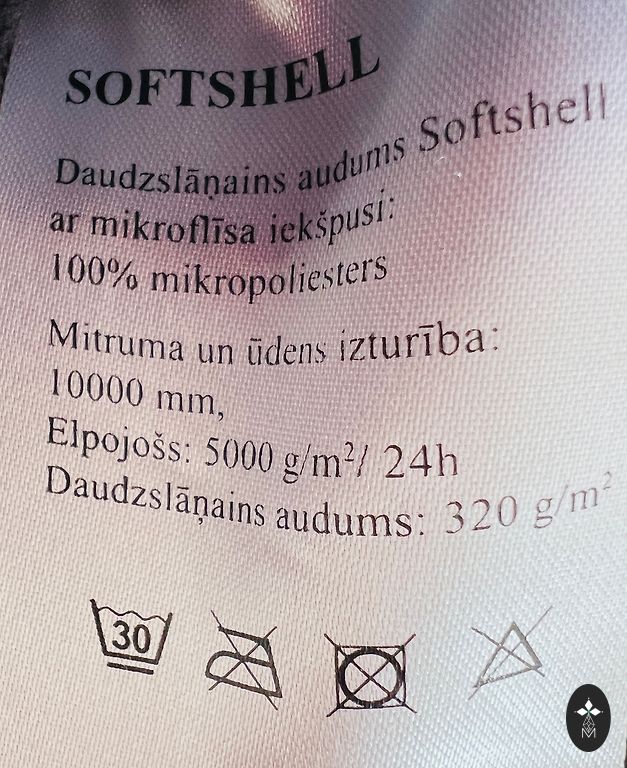 SOFTSHELL
Daudzslāņains audums Softshell
ar mikroflīsa iekšpusi:
100% mikropoliesters
Mitruma un ūdens izturība:
10000 mm,
Elpojošs: 5000 g/m²/ 24h
Daudzslāņains audums: 320 g/m²
30
M